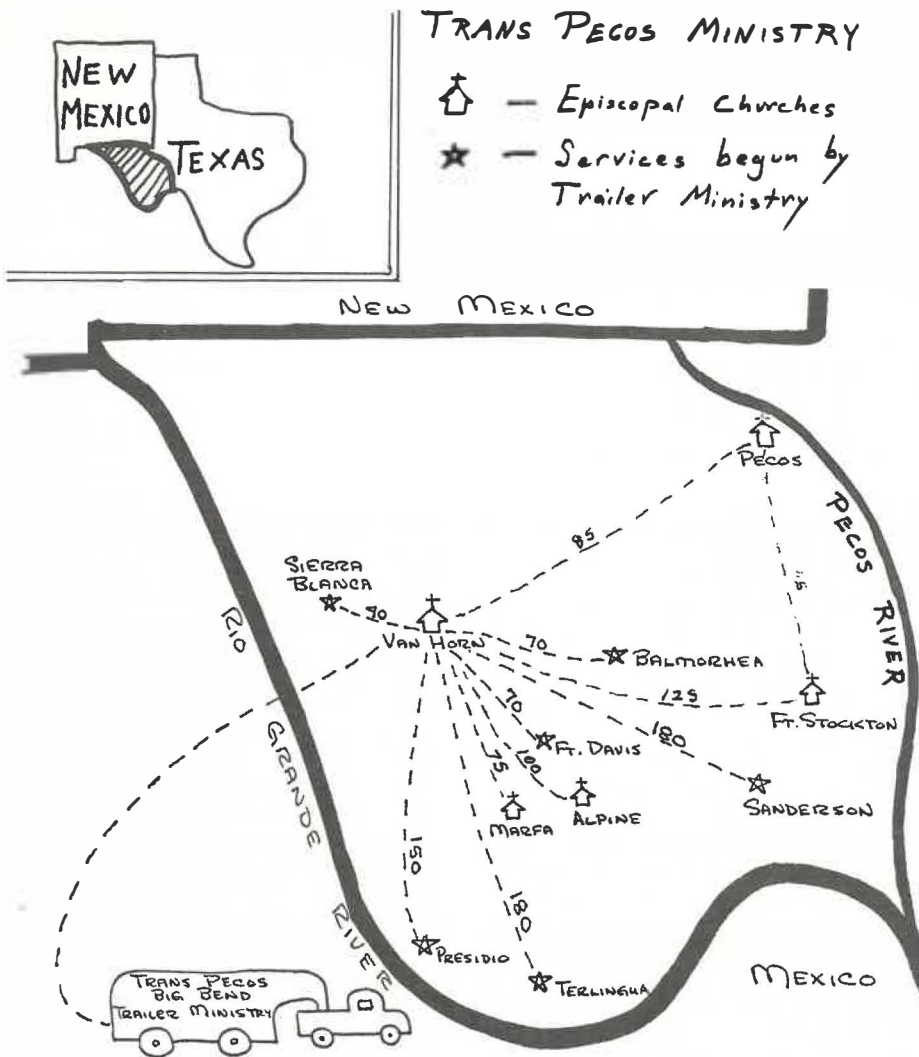 TRANS PECOS MINISTRY
NEW
MEXICO
TEXAS
— Episcopal Churches
— Services begun by
Trailer Ministry
NEW MEXICO
PECOS
PECOS RIVER
85
SIERRA
BLANCA
VAN HORN
70
BALMORHEA
125
FT. STOCKTON
70
FT. DAVIS
180
SANDERSON
75
MARFA
100
ALPINE
150
PRESIDIO
180
TERLINGUA
RIO GRANDE RIVER
MEXICO
TRANS PECOS
BIG BEND
TRAILER MINISTRY